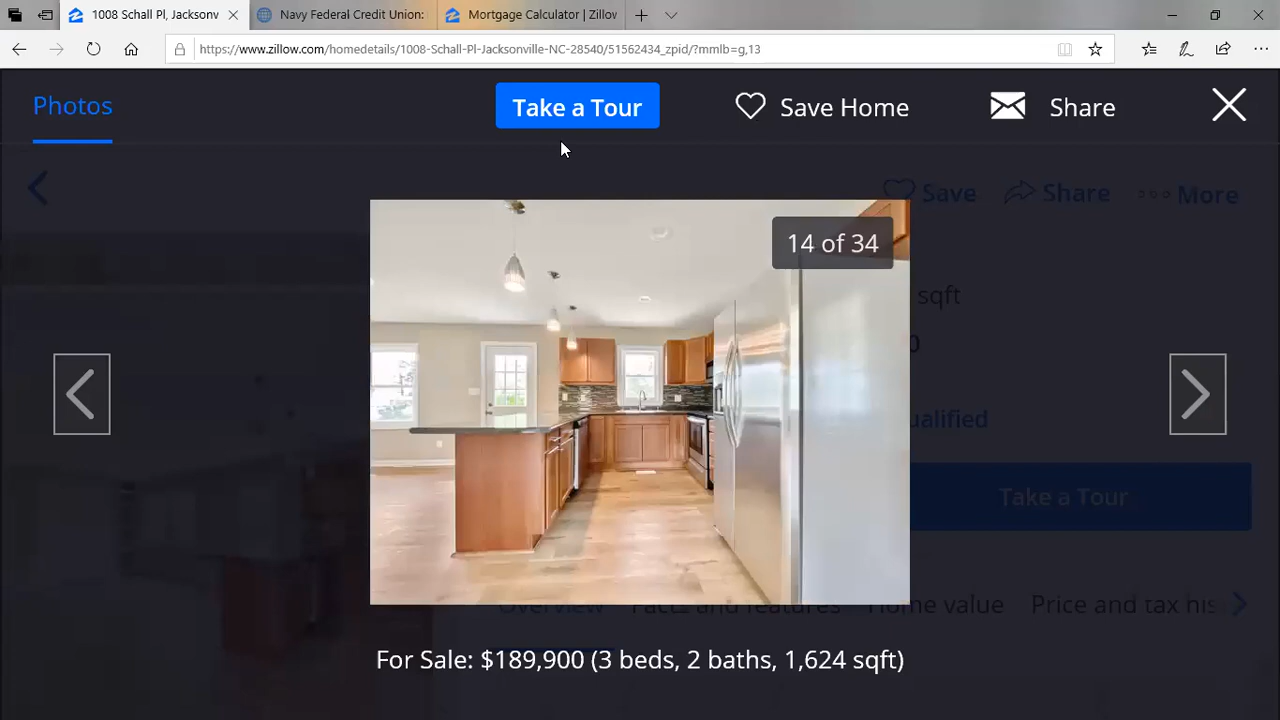 1008 Schall Pl, Jacksonv
Navy Federal Credit Union:
Mortgage Calculator | Zillow
https://www.zillow.com/homedetails/1008-Schall-Pl-Jacksonville-NC-28540/51562434_zpid/?mmlb=g,13
Photos
Take a Tour
Save Home
Share
Save
Share
More
14 of 34
sqft
0
ualified
Take a Tour
Overview
Facts and features
Home value
Price and tax his
For Sale: $189,900 (3 beds, 2 baths, 1,624 sqft)